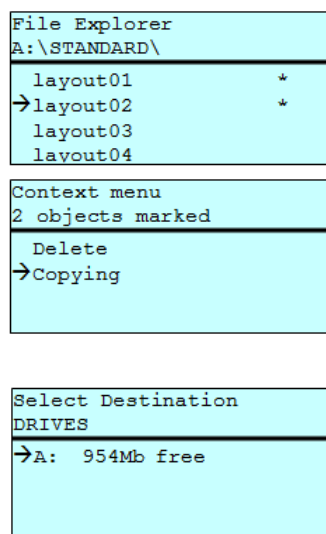 File Explorer
A:\STANDARD\
layout01 *
→layout02 *
layout03
layout04
Context menu
2 objects marked
Delete
→Copying
Select Destination
DRIVES
→A: 954Mb free